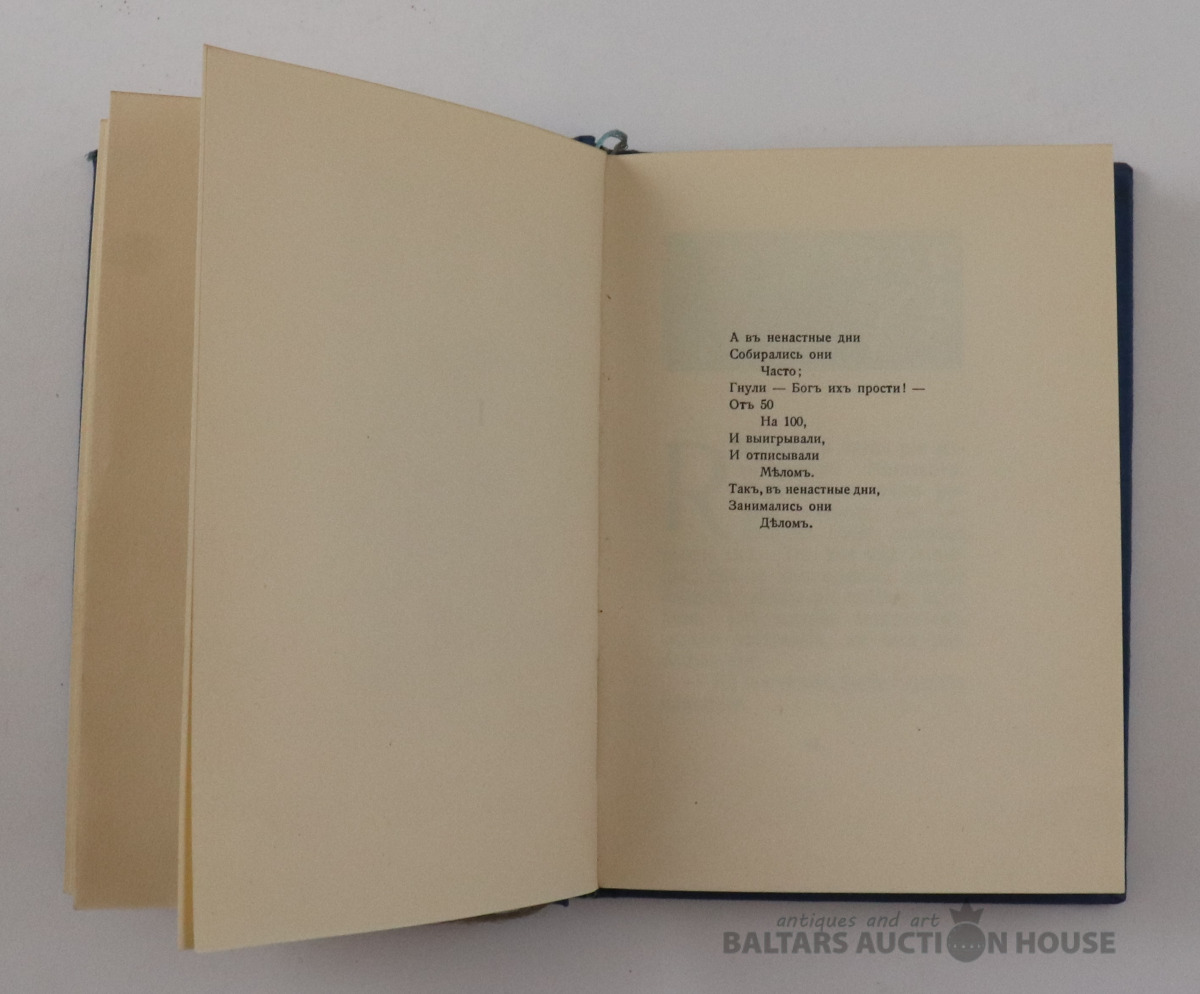 А въ ненастные дни
Собирались они
Часто;
Гнули — Богъ ихъ прости! —
Отъ 50
На 100,
И выигрывали,
И отписывали
Мѣломъ.
Такъ, въ ненастные дни,
Занимались они
Дѣломъ.
antiques and art
BALTARS AUCTION HOUSE